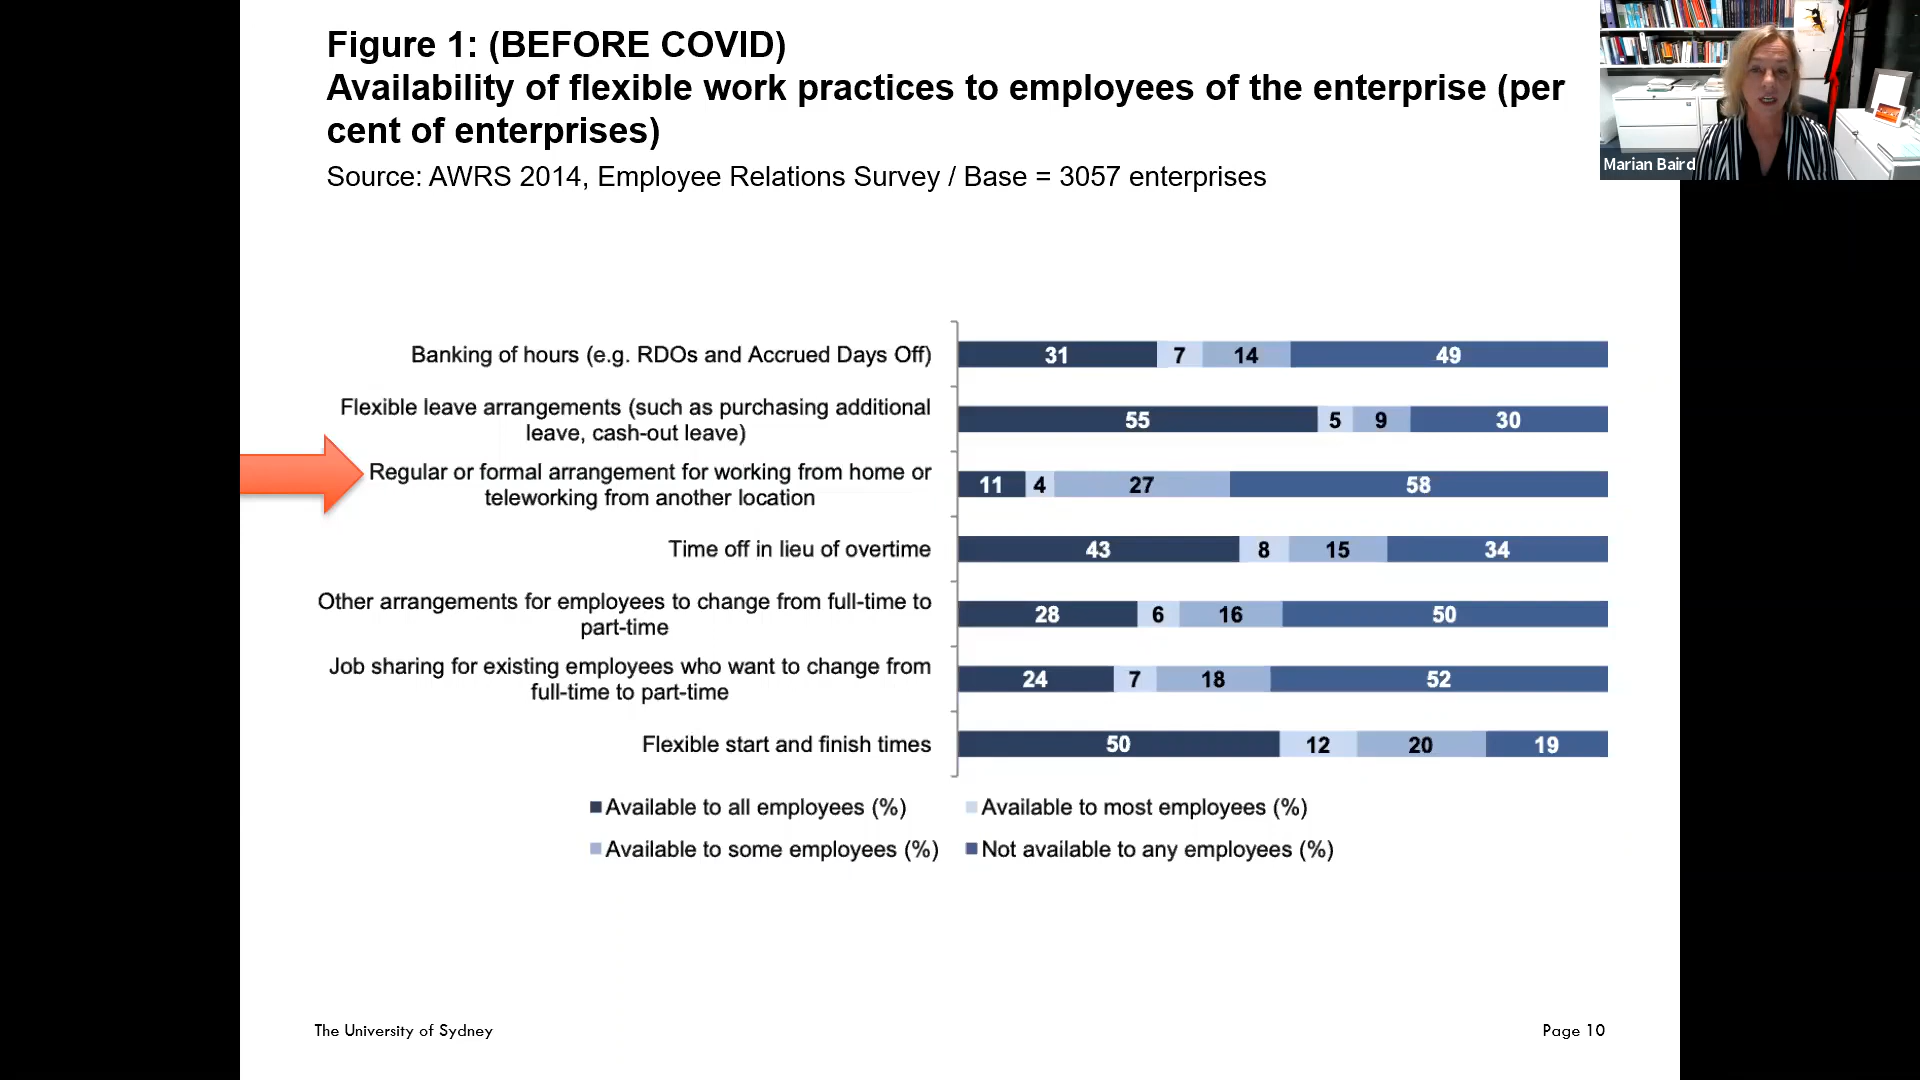 Figure 1: (BEFORE COVID)
Availability of flexible work practices to employees of the enterprise (per
cent of enterprises)
Source: AWRS 2014, Employee Relations Survey / Base = 3057 enterprises
Marian Baird
Banking of hours (e.g. RDOs and Accrued Days Off)
31 7 14 49
Flexible leave arrangements (such as purchasing additional
leave, cash-out leave)
55 5 9 30
Regular or formal arrangement for working from home or
teleworking from another location
11 4 27 58
Time off in lieu of overtime
43 8 15 34
Other arrangements for employees to change from full-time to
part-time
28 6 16 50
Job sharing for existing employees who want to change from
full-time to part-time
24 7 18 52
Flexible start and finish times
50 12 20 19
Available to all employees (%)
Available to most employees (%)
Available to some employees (%)
Not available to any employees (%)
The University of Sydney
Page 10